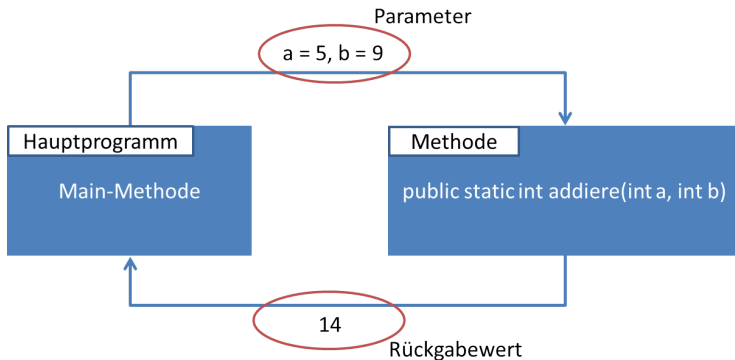 Parameter
a = 5, b = 9
Hauptprogramm
Main-Methode
Methode
public static int addiere(int a, int b)
14
Rückgabewert